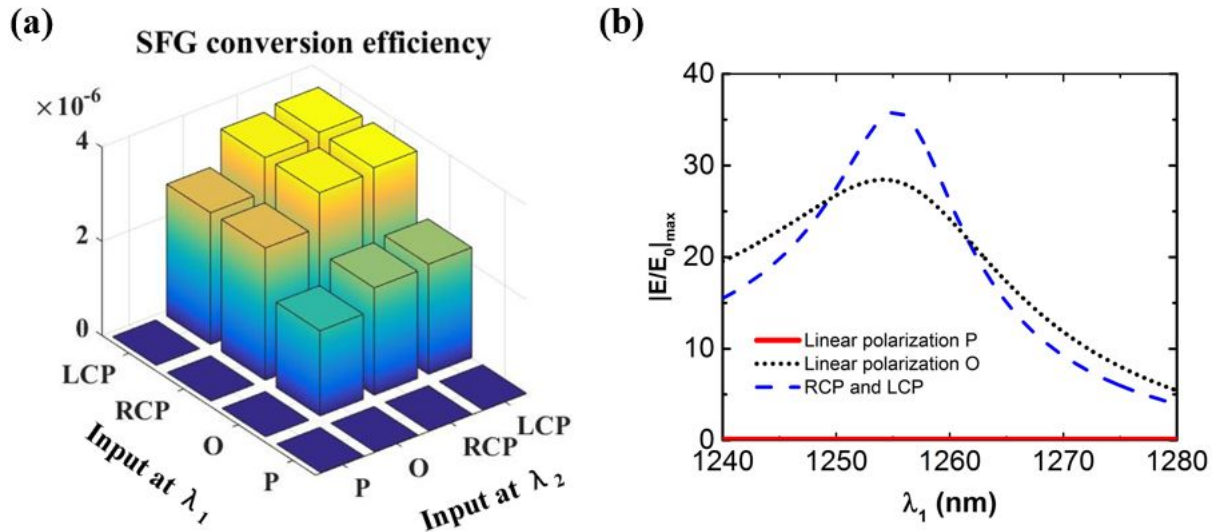 (a)
SFG conversion efficiency
×10-6
4
2
0
LCP
RCP
O
P
Input at λ1
P
O
RCP
LCP
Input at λ2
(b)
40
30
20
10
0
|E/E0|max
Linear polarization P
Linear polarization O
RCP and LCP
1240 1250 1260 1270 1280
λ1 (nm)